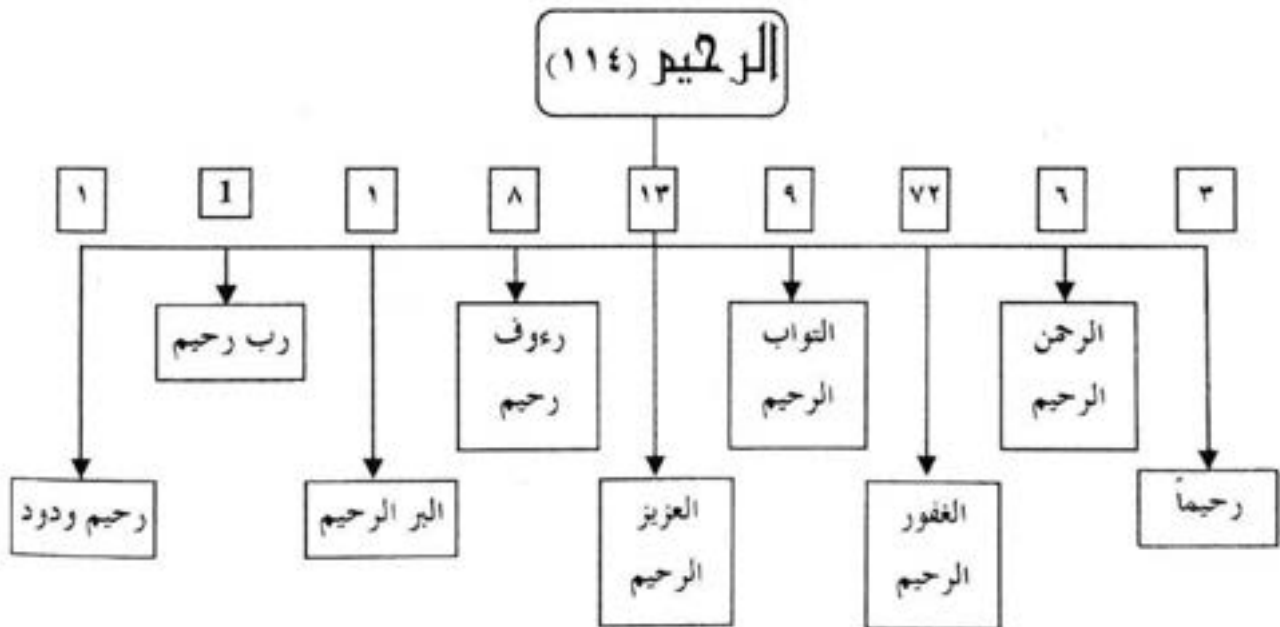 الرحيم (١١٤)
٣
٦
٧٢
٩
١٣
٨
١
1
١
رحيماً
الرحمن
الرحيم
الغفور
الرحيم
التواب
الرحيم
العزيز
الرحيم
رءوف
رحيم
البر الرحيم
رب رحيم
رحيم ودود